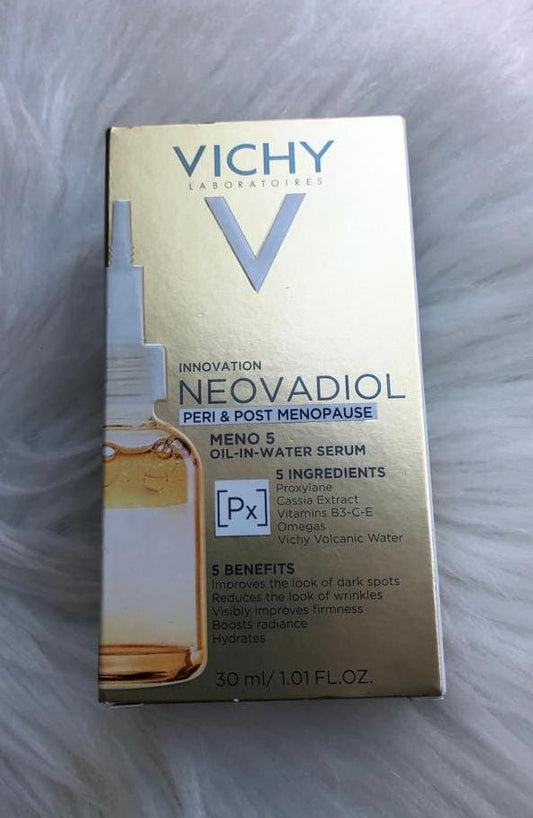 VICHY
LABORATOIRES
V
INNOVATION
NEOVADIOL
PERI & POST MENOPAUSE
MENO 5
OIL-IN-WATER SERUM
5 INGREDIENTS
[Px]
Proxylane
Cassia Extract
Vitamins B3-C-E
Omegas
Vichy Volcanic Water
5 BENEFITS
Improves the look of dark spots
Reduces the look of wrinkles
Visibly improves firmness
Boosts radiance
Hydrates
30 ml/ 1.01 FL.OZ.